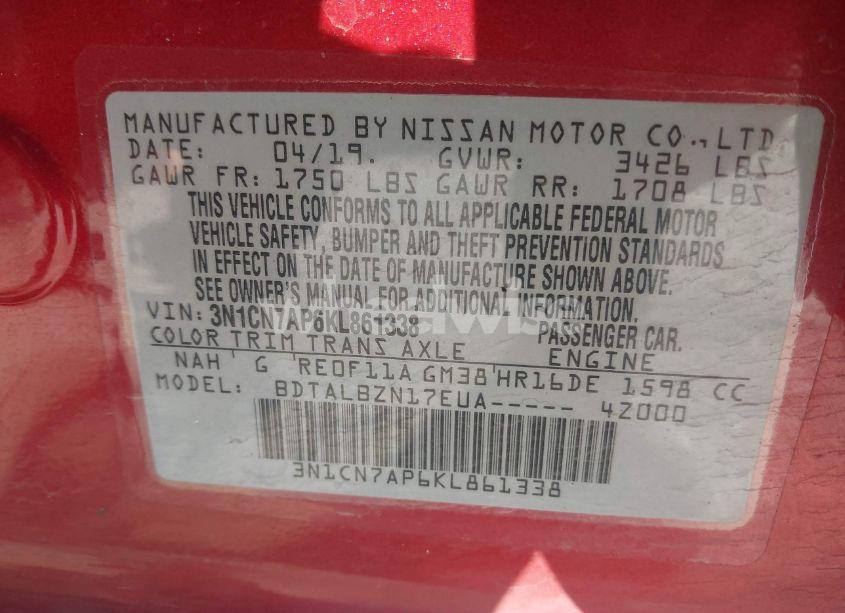 MANUFACTURED BY NISSAN MOTOR CO., LTD.
DATE: 04/19. GVWR: 3426 LBS
GAWR FR: 1750 LBS GAWR RR: 1708 LBS
THIS VEHICLE CONFORMS TO ALL APPLICABLE FEDERAL MOTOR
VEHICLE SAFETY, BUMPER AND THEFT PREVENTION STANDARDS
IN EFFECT ON THE DATE OF MANUFACTURE SHOWN ABOVE.
SEE OWNER'S MANUAL FOR ADDITIONAL INFORMATION.
VIN: 3N1CN7AP6KL861338 PASSENGER CAR.
COLOR TRIM TRANS AXLE ENGINE
NAH G RE0F11A GM38 HR16DE 1598 CC
MODEL: BDTALBZN17EUA----- 4Z000
3N1CN7AP6KL861338